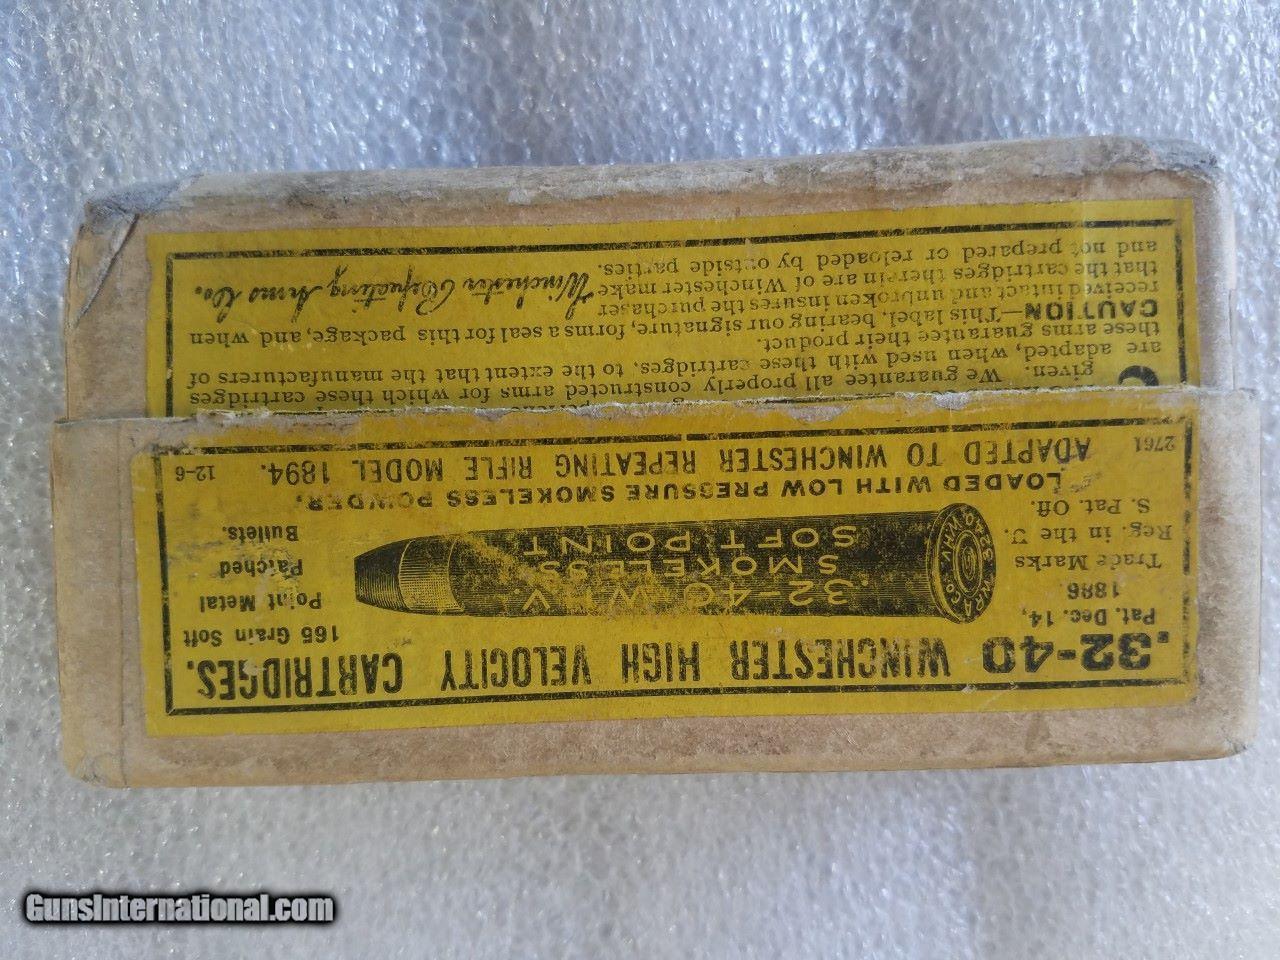 .32-40 WINCHESTER HIGH VELOCITY CARTRIDGES.
Pat. Dec. 14,
1886.
Trade Marks
Reg. in the U.
S. Pat. Off.
.32-40 W.H.V.
SMOKELESS
SOFT POINT
W.R.A. CO.
.32-40 W.H.V.
165 Grain Soft
Point Metal
Patched
Bullets.
LOADED WITH LOW PRESSURE SMOKELESS POWDER.
2761
ADAPTED TO WINCHESTER REPEATING RIFLE MODEL 1894.
12-6
given. We guarantee all properly constructed arms for which these cartridges
are adapted, when used with these cartridges, to the extent that the manufacturers of
these arms guarantee their product.
CAUTION—This label, bearing our signature, forms a seal for this package, and when
received intact and unbroken insures the purchaser
that the cartridges therein are of Winchester make
and not prepared or reloaded by outside parties.
Winchester Repeating Arms Co.
GunsInternational.com